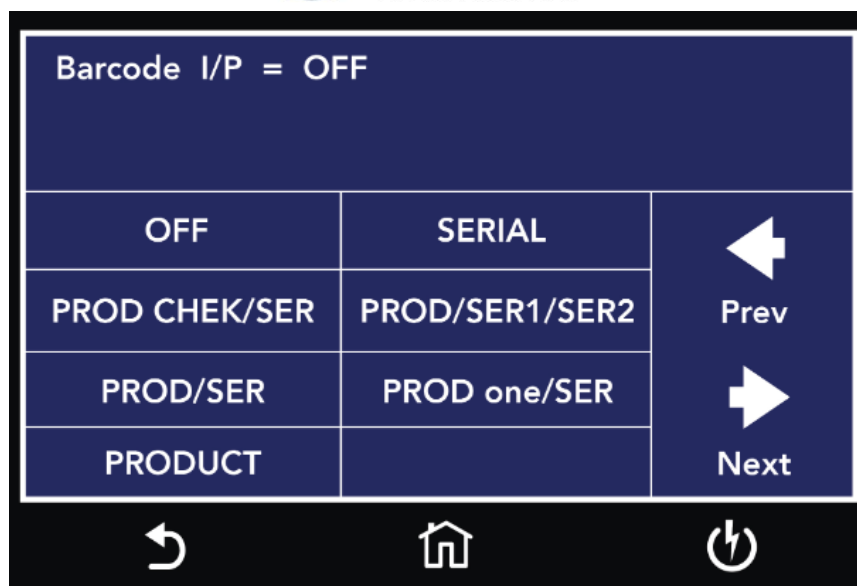 Barcode I/P = OFF
OFF
SERIAL
PROD CHEK/SER
PROD/SER1/SER2
Prev
PROD/SER
PROD one/SER
PRODUCT
Next